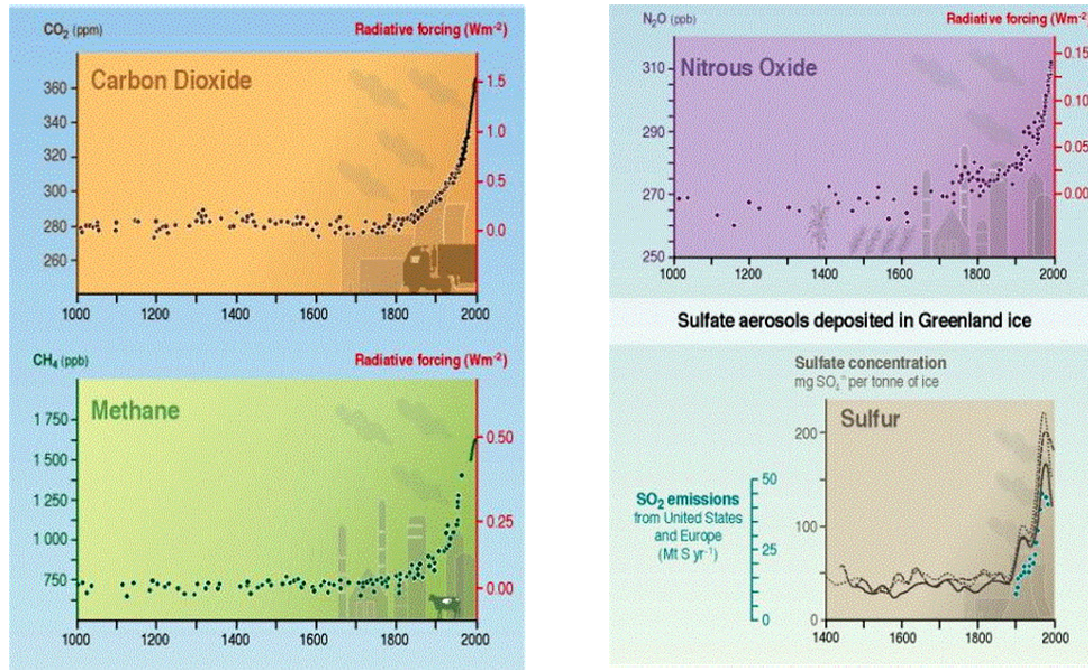 CO₂ (ppm) Radiative forcing (Wm⁻²)
Carbon Dioxide
360
340
320
300
280
260
1.5
1.0
0.5
0.0
1000 1200 1400 1600 1800 2000
CH₄ (ppb) Radiative forcing (Wm⁻²)
Methane
1 750
1 500
1 250
1 000
750
0.50
0.25
0.00
1000 1200 1400 1600 1800 2000
N₂O (ppb) Radiative forcing (Wm⁻²
Nitrous Oxide
310
290
270
250
0.15
0.10
0.05
0.00
1000 1200 1400 1600 1800 2000
Sulfate aerosols deposited in Greenland ice
Sulfate concentration
mg SO₄²⁻ per tonne of ice
Sulfur
200
100
0
SO₂ emissions
from United States
and Europe
(Mt S yr⁻¹)
50
25
0
1400 1600 1800 2000